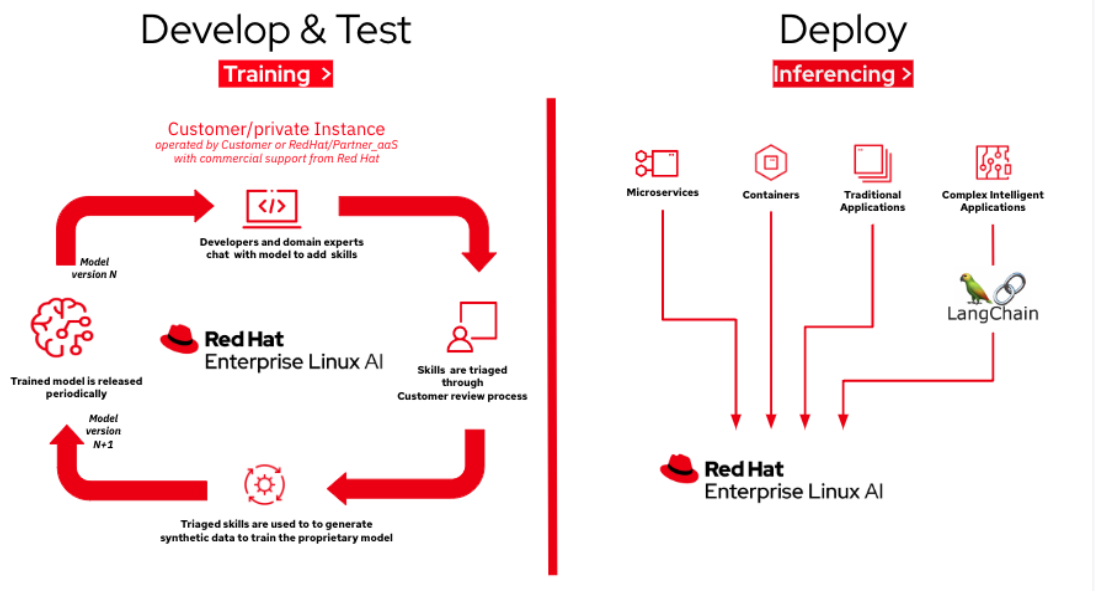 Develop & Test
Training >
Customer/private Instance
operated by Customer or RedHat/Partner_aaS
with commercial support from Red Hat
</>
Developers and domain experts
chat with model to add skills
Model
version N
Red Hat
Enterprise Linux AI
Trained model is released
periodically
Skills are triaged
through
Customer review process
Model
version
N+1
Triaged skills are used to to generate
synthetic data to train the proprietary model
Deploy
Inferencing >
Microservices
Containers
Traditional
Applications
Complex Intelligent
Applications
LangChain
Red Hat
Enterprise Linux AI